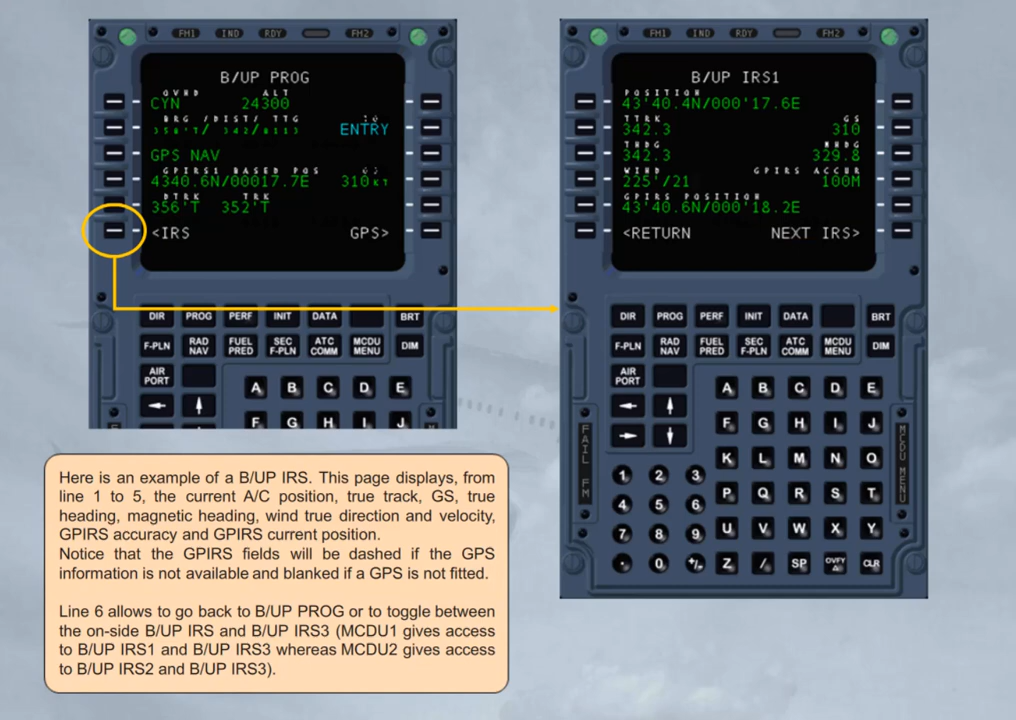 FM1 IND RDY FM2
B/UP PROG
OVHD ALT
CYN 24300
BRG /DIST/ TTG TO
ENTRY
GPS NAV
GPIRS1 BASED POS GS
4340.6N/00017.7E 310KT
DTRK TRK
356°T 352°T
<IRS GPS>
DIR PROG PERF INIT DATA BRT
F-PLN RAD NAV FUEL PRED SEC F-PLN ATC COMM MCDU MENU DIM
AIR PORT
A B C D E
F G H I J
FM1 IND RDY FM2
B/UP IRS1
POSITION
43°40.4N/000°17.6E
TTRK GS
342.3 310
THDG MHDG
342.3 329.8
WIND GPIRS ACCUR
225°/21 100M
GPIRS POSITION
43°40.6N/000°18.2E
<RETURN NEXT IRS>
DIR PROG PERF INIT DATA BRT
F-PLN RAD NAV FUEL PRED SEC F-PLN ATC COMM MCDU MENU DIM
AIR PORT
A B C D E
F G H I J
K L M N O
1 2 3 P Q R S T
4 5 6 U V W X Y
7 8 9 Z / SP OVFY Δ CLR
. 0 +/-
FAIL FM
MCDU MENU
Here is an example of a B/UP IRS. This page displays, from
line 1 to 5, the current A/C position, true track, GS, true
heading, magnetic heading, wind true direction and velocity,
GPIRS accuracy and GPIRS current position.
Notice that the GPIRS fields will be dashed if the GPS
information is not available and blanked if a GPS is not fitted.
Line 6 allows to go back to B/UP PROG or to toggle between
the on-side B/UP IRS and B/UP IRS3 (MCDU1 gives access
to B/UP IRS1 and B/UP IRS3 whereas MCDU2 gives access
to B/UP IRS2 and B/UP IRS3).